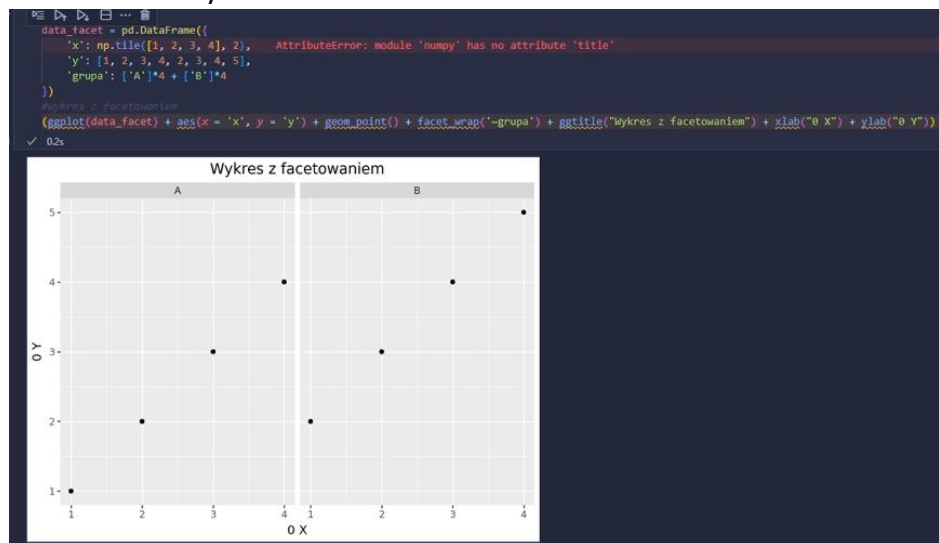 data_facet = pd.DataFrame({
'x': np.tile([1, 2, 3, 4], 2), AttributeError: module 'numpy' has no attribute 'title'
'y': [1, 2, 3, 4, 2, 3, 4, 5],
'grupa': ['A']*4 + ['B']*4
})
#wykres z facetowaniem
(ggplot(data_facet) + aes(x = 'x', y = 'y') + geom_point() + facet_wrap('~grupa') + ggtitle("Wykres z facetowaniem") + xlab("0 X") + ylab("0 Y"))
✓ 0.2s
Wykres z facetowaniem
A B
5
4
3
2
1
0 Y
1 2 3 4 1 2 3 4
0 X